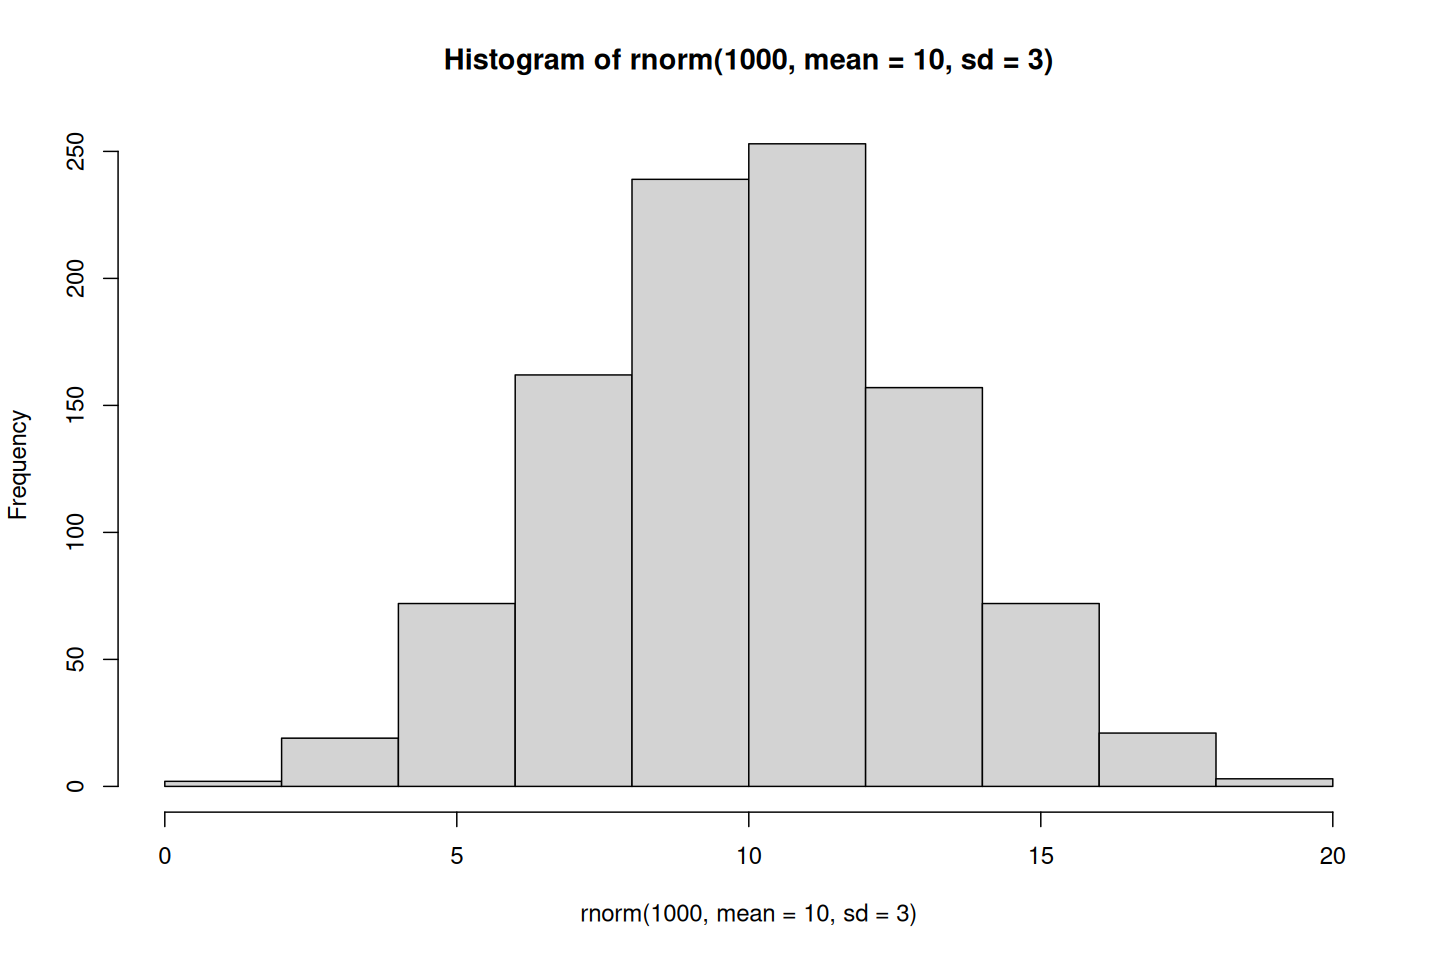 Histogram of rnorm(1000, mean = 10, sd = 3)
Frequency
250
200
150
100
50
0
0 5 10 15 20
rnorm(1000, mean = 10, sd = 3)